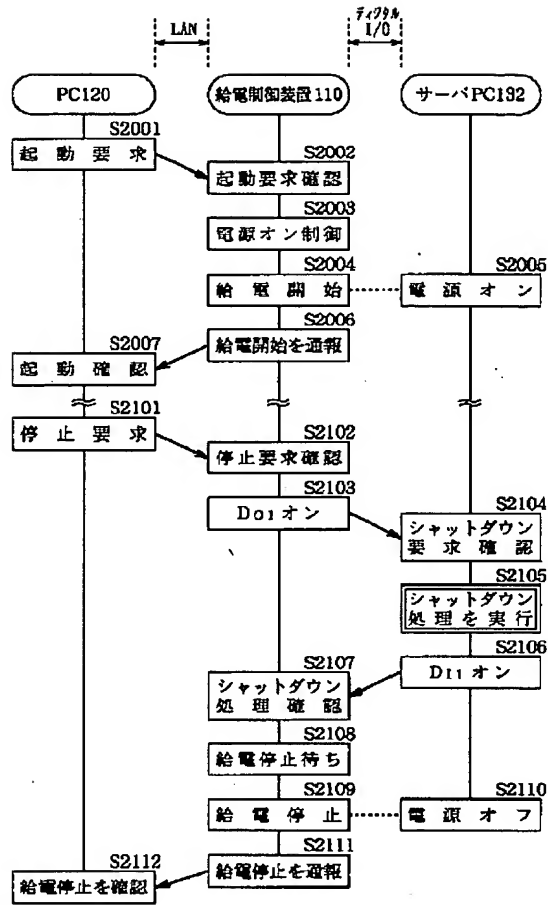 LAN
ディジタル
I/O
PC120
給電制御装置110
サーバPC132
S2001
起動要求
S2002
起動要求確認
S2003
電源オン制御
S2004
給電開始
S2005
電源オン
S2006
給電開始を通報
S2007
起動確認
S2101
停止要求
S2102
停止要求確認
S2103
DO1オン
S2104
シャットダウン
要求確認
S2105
シャットダウン
処理を実行
S2106
DI1オン
S2107
シャットダウン
処理確認
S2108
給電停止待ち
S2109
給電停止
S2110
電源オフ
S2111
給電停止を通報
S2112
給電停止を確認